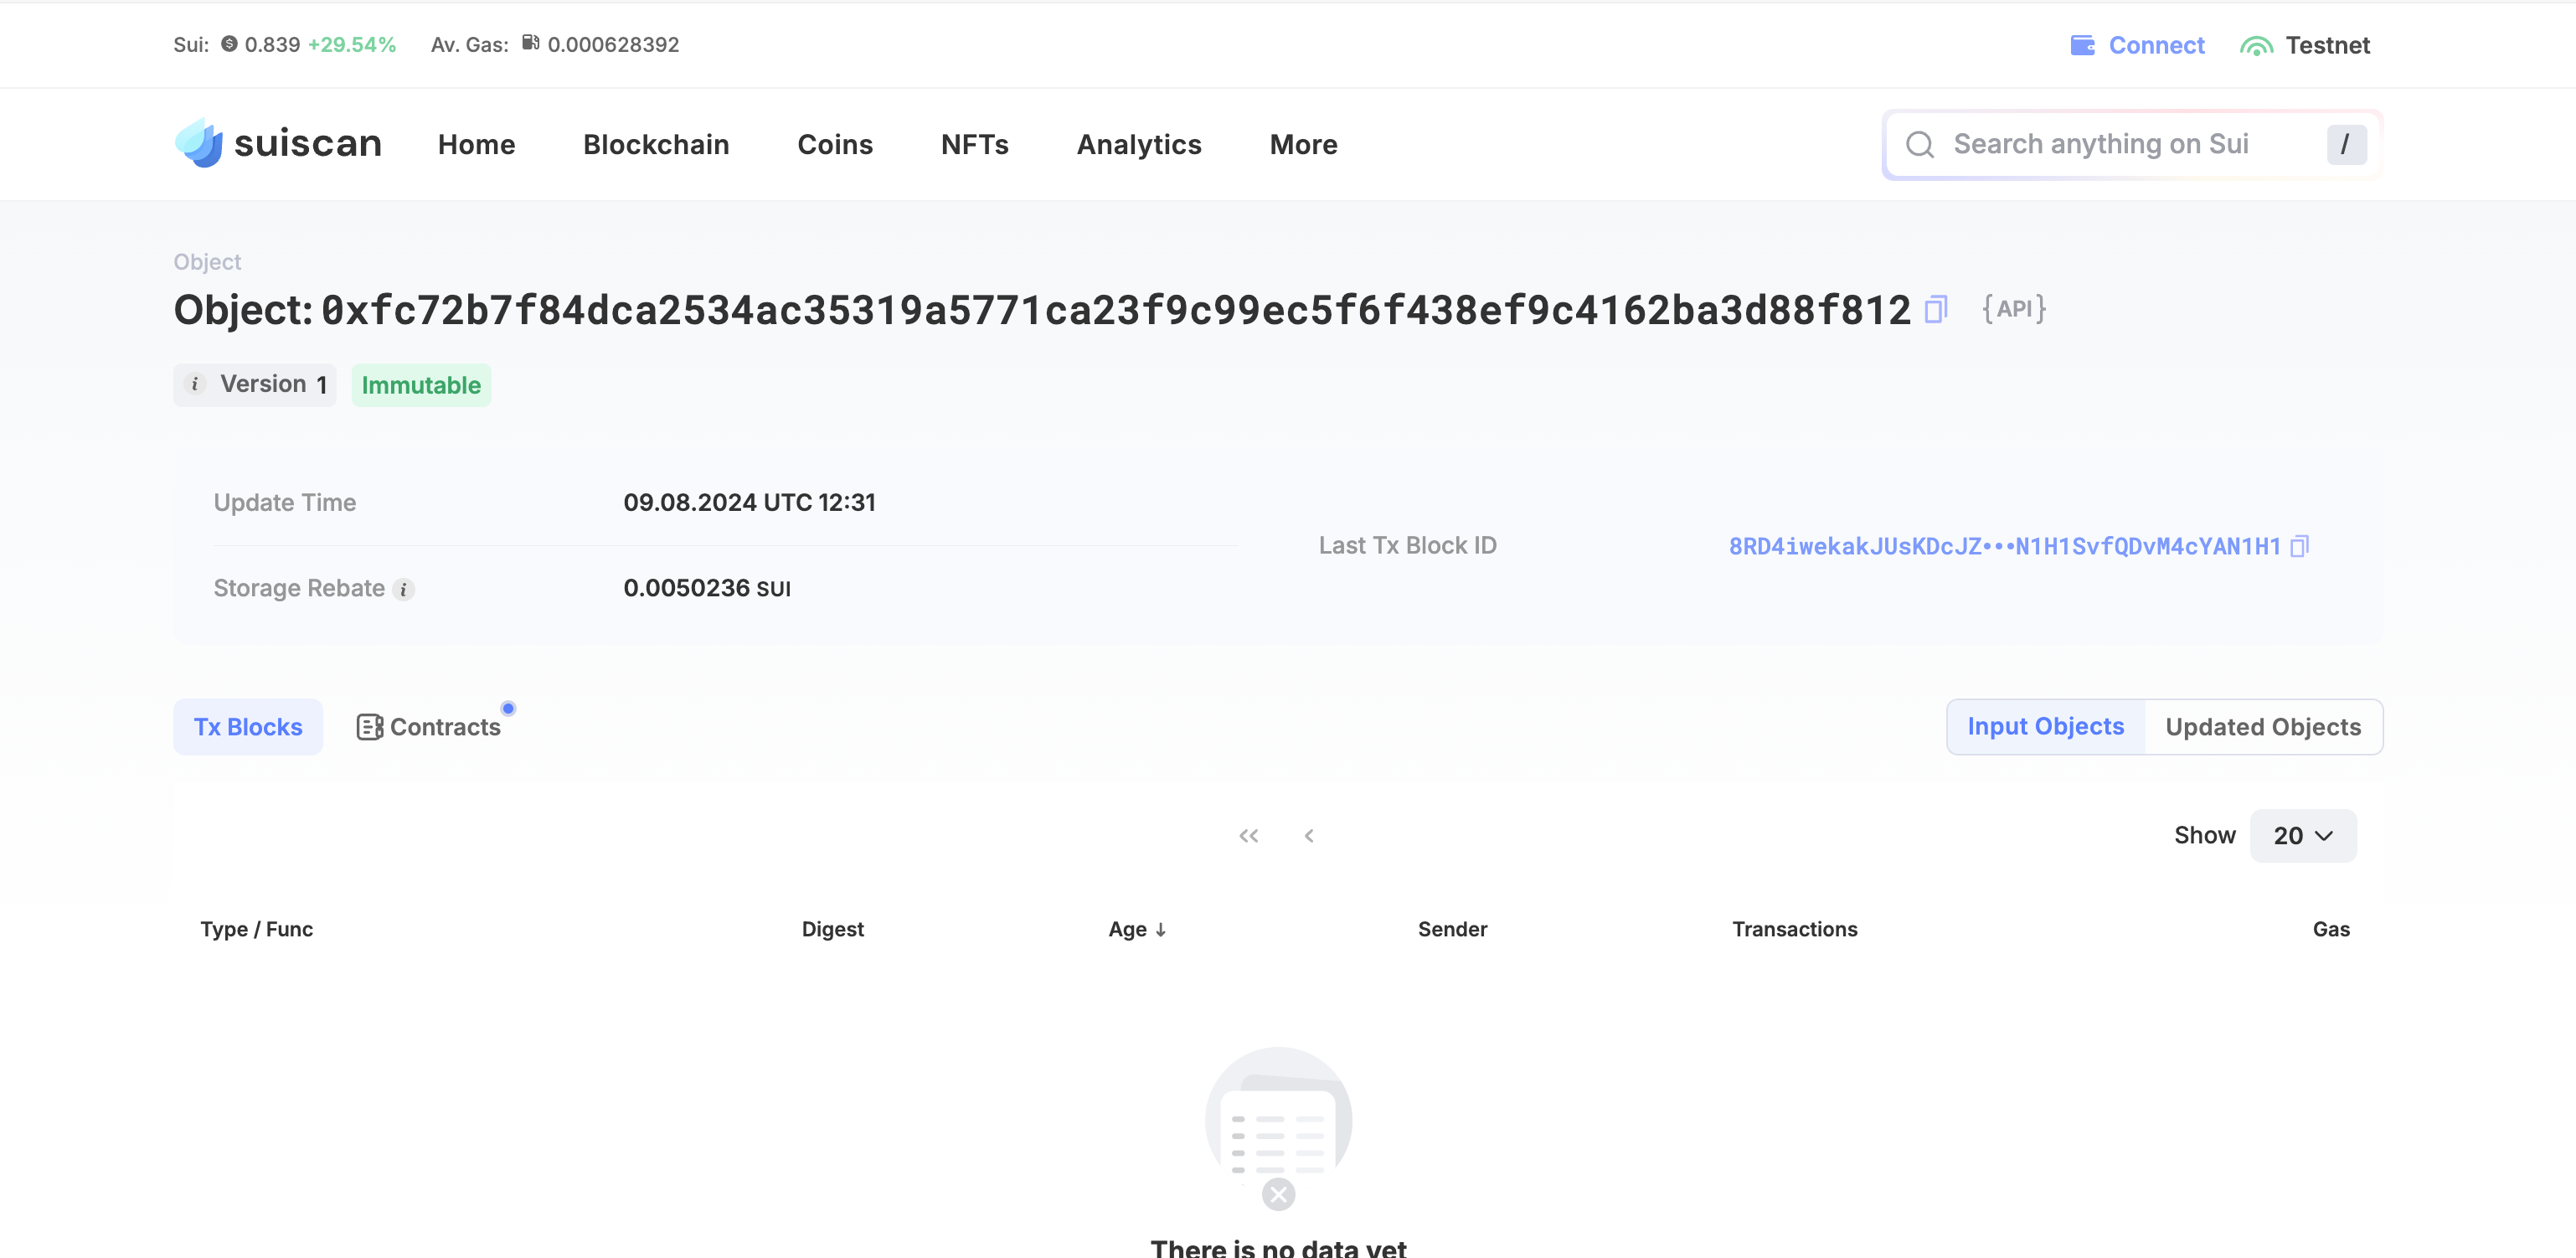 Sui: 0.839 +29.54% Av. Gas: 0.000628392 Connect Testnet
suiscan Home Blockchain Coins NFTs Analytics More Search anything on Sui /
Object
Object: 0xfc72b7f84dca2534ac35319a5771ca23f9c99ec5f6f438ef9c4162ba3d88f812 {API}
i Version 1 Immutable
Update Time 09.08.2024 UTC 12:31
Last Tx Block ID 8RD4iwekakJUsKDcJZ•••N1H1SvfQDvM4cYAN1H1
Storage Rebate i 0.0050236 SUI
Tx Blocks Contracts Input Objects Updated Objects
Show 20
Type / Func Digest Age ↓ Sender Transactions Gas
There is no data yet